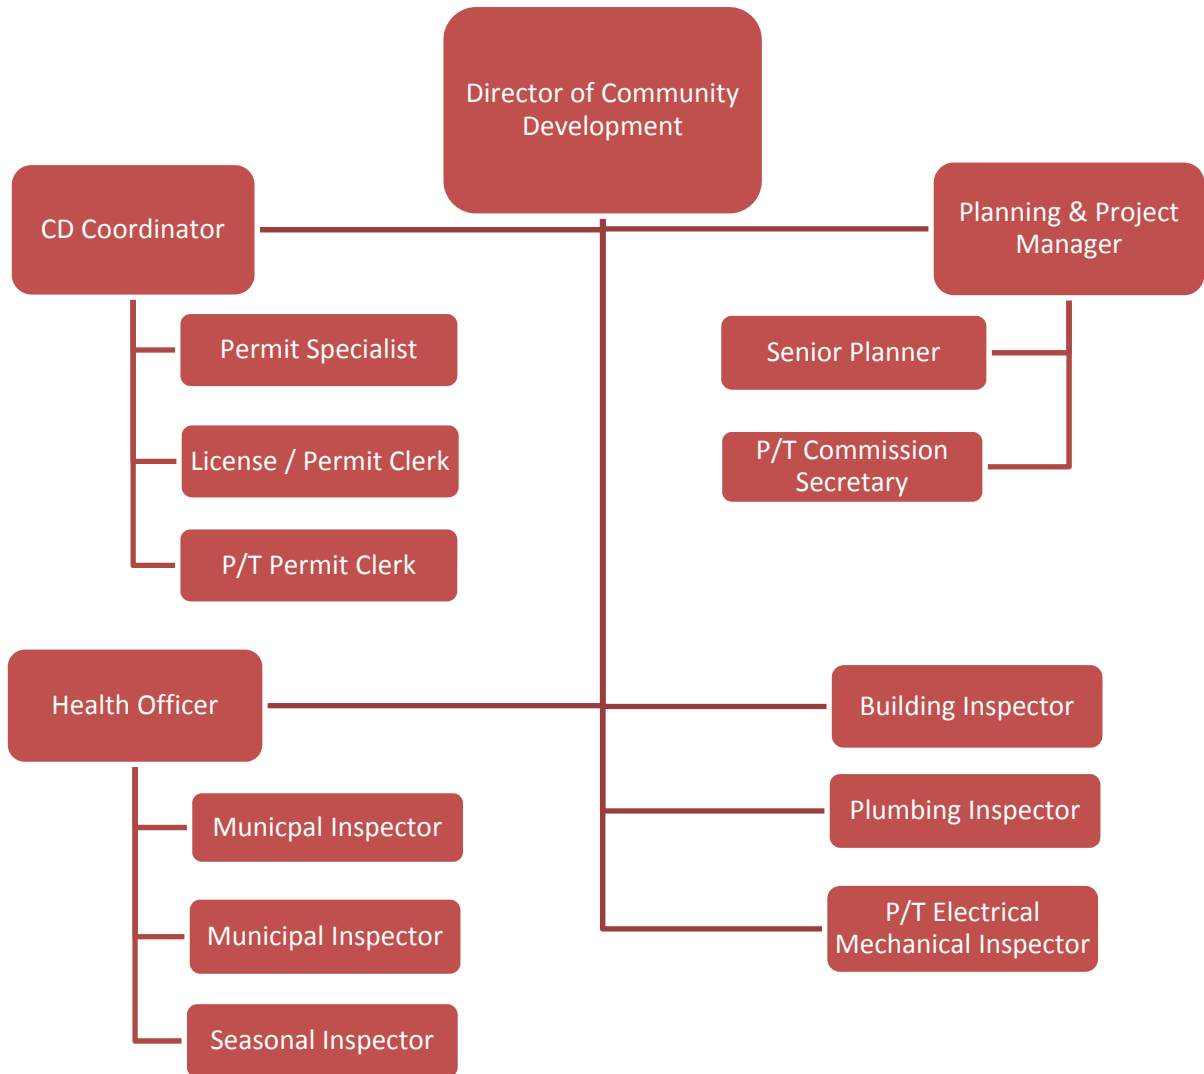 Director of Community
Development
CD Coordinator
Planning & Project
Manager
Permit Specialist
License / Permit Clerk
P/T Permit Clerk
Senior Planner
P/T Commission
Secretary
Health Officer
Municpal Inspector
Municipal Inspector
Seasonal Inspector
Building Inspector
Plumbing Inspector
P/T Electrical
Mechanical Inspector